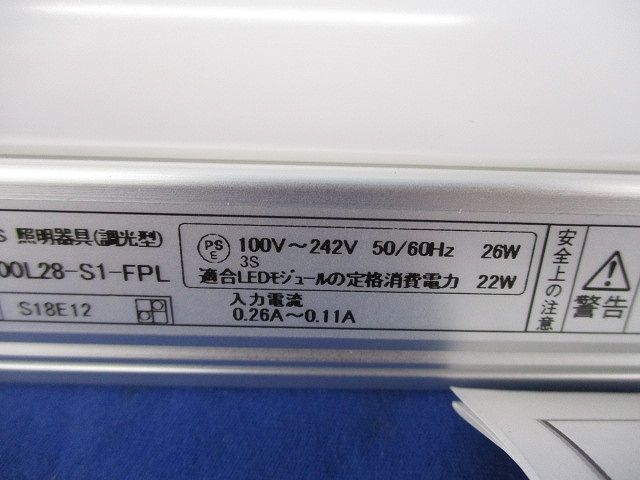 S 照明器具(調光型)
00L28-S1-FPL
S18E12
PS
E
100V～242V 50/60Hz 26W
3S
適合LEDモジュールの定格消費電力 22W
入力電流
0.26A～0.11A
安全上の注意
警告